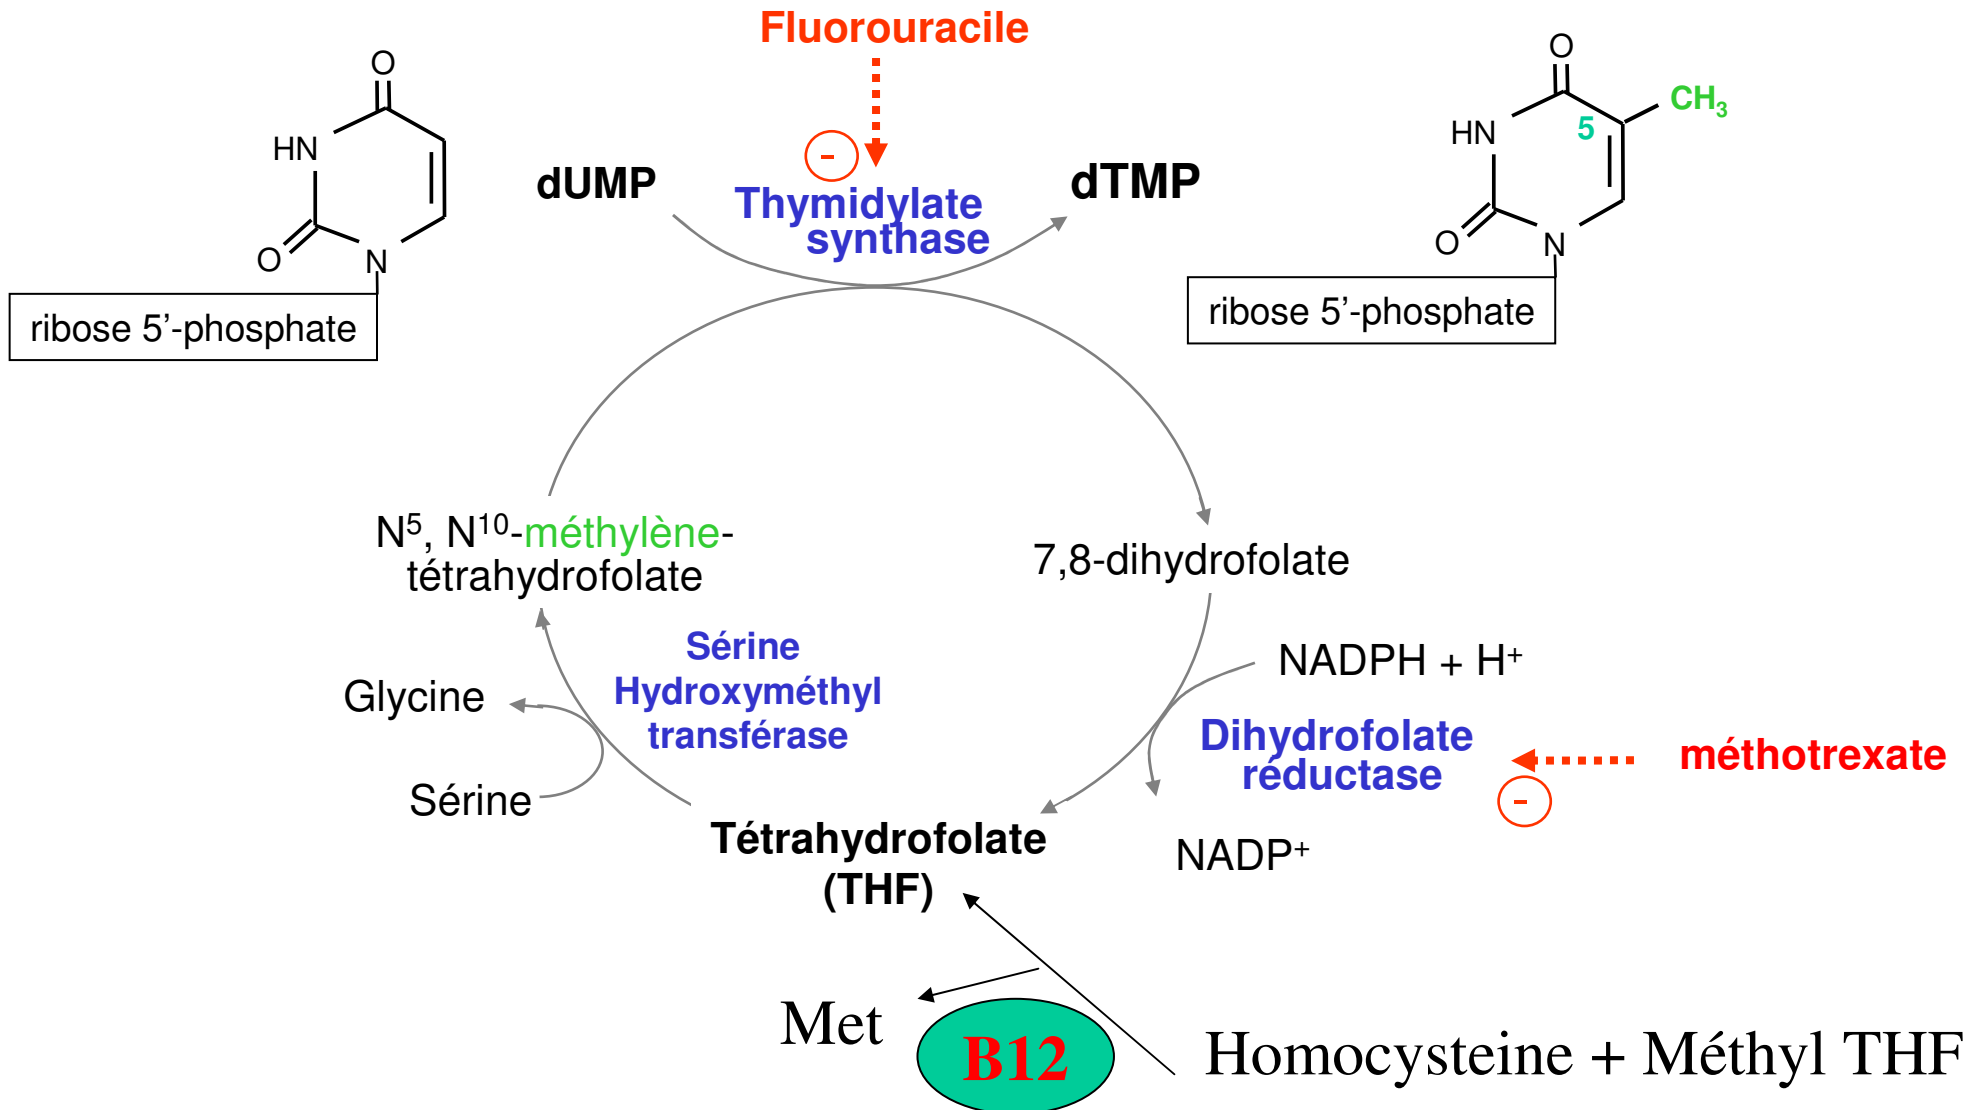 Fluorouracile
O
HN
O
N
ribose 5’-phosphate
dUMP
-
Thymidylate
synthase
dTMP
O
CH3
5
HN
O
N
ribose 5’-phosphate
N5, N10-méthylène-
tétrahydrofolate
7,8-dihydrofolate
Sérine
Hydroxyméthyl
transférase
Glycine
Sérine
NADPH + H+
Dihydrofolate
réductase
méthotrexate
-
NADP+
Tétrahydrofolate
(THF)
Met
B12
Homocysteine + Méthyl THF